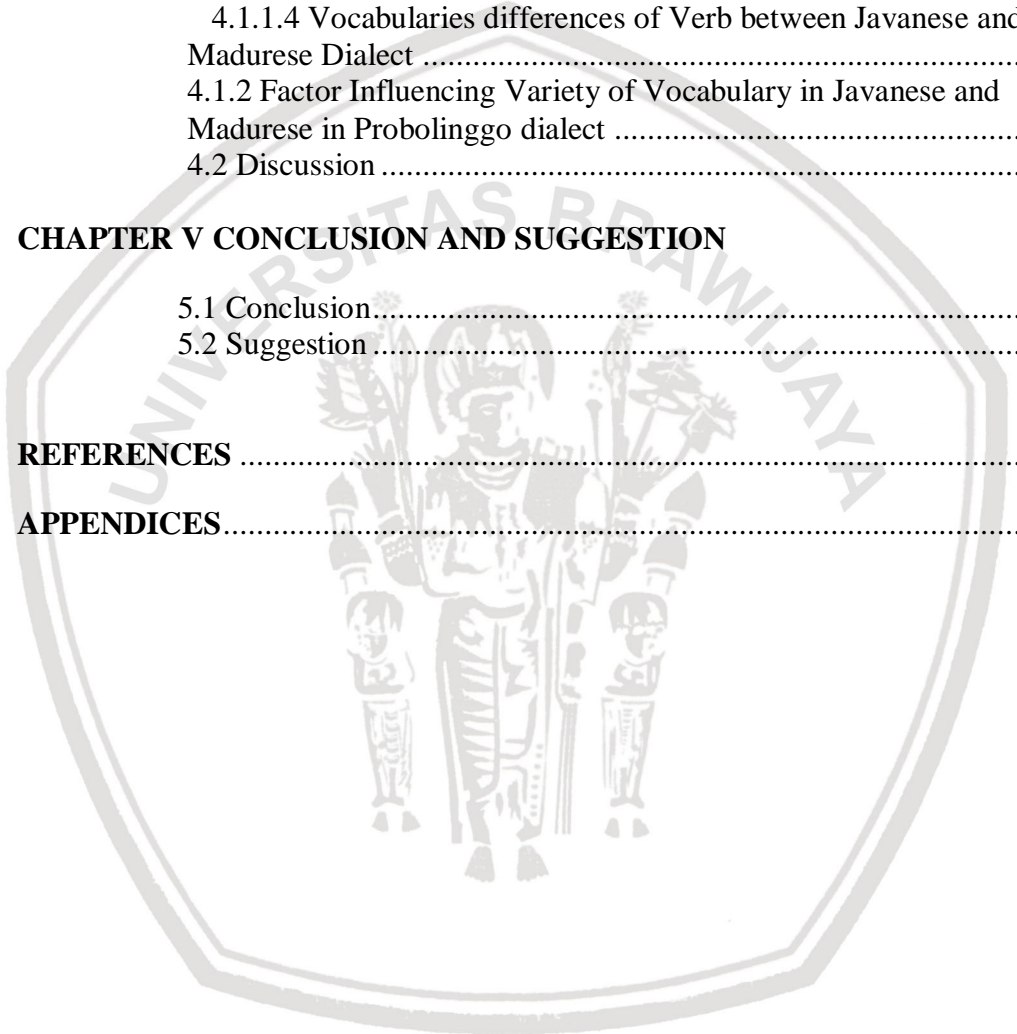 4.1.1.4 Vocabularies differences of Verb between Javanese and
Madurese Dialect ........................................................................
4.1.2 Factor Influencing Variety of Vocabulary in Javanese and
Madurese in Probolinggo dialect .................................................
4.2 Discussion .............................................................................
CHAPTER V CONCLUSION AND SUGGESTION
5.1 Conclusion..............................................................................
5.2 Suggestion ..............................................................................
REFERENCES .............................................................................................
APPENDICES...............................................................................................
UNIVERSITAS BRAWIJAYA